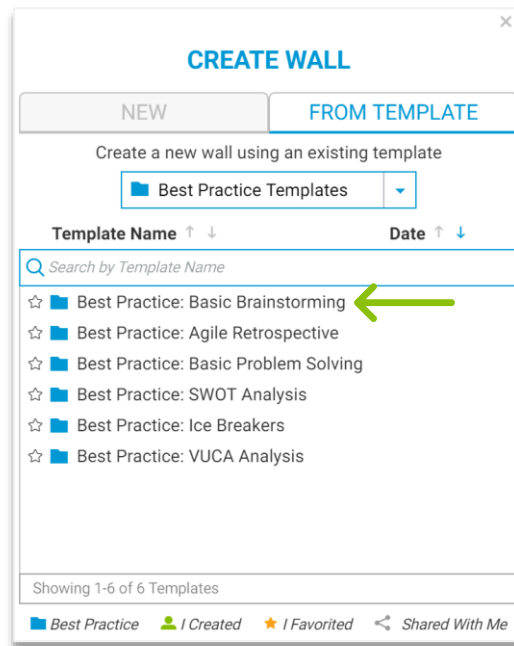 CREATE WALL
NEW FROM TEMPLATE
Create a new wall using an existing template
Best Practice Templates
Template Name Date
Search by Template Name
Best Practice: Basic Brainstorming
Best Practice: Agile Retrospective
Best Practice: Basic Problem Solving
Best Practice: SWOT Analysis
Best Practice: Ice Breakers
Best Practice: VUCA Analysis
Showing 1-6 of 6 Templates
Best Practice I Created I Favorited Shared With Me